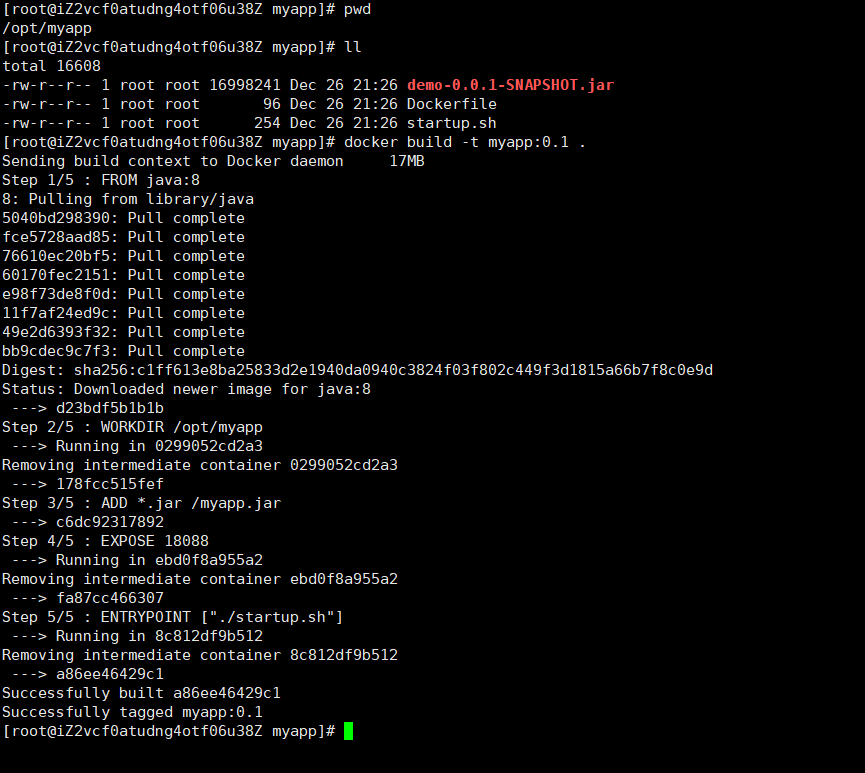 [root@iZ2vcf0atudng4otf06u38Z myapp]# pwd
/opt/myapp
[root@iZ2vcf0atudng4otf06u38Z myapp]# ll
total 16608
-rw-r--r-- 1 root root 16998241 Dec 26 21:26 demo-0.0.1-SNAPSHOT.jar
-rw-r--r-- 1 root root       96 Dec 26 21:26 Dockerfile
-rw-r--r-- 1 root root      254 Dec 26 21:26 startup.sh
[root@iZ2vcf0atudng4otf06u38Z myapp]# docker build -t myapp:0.1 .
Sending build context to Docker daemon     17MB
Step 1/5 : FROM java:8
8: Pulling from library/java
5040bd298390: Pull complete
fce5728aad85: Pull complete
76610ec20bf5: Pull complete
60170fec2151: Pull complete
e98f73de8f0d: Pull complete
11f7af24ed9c: Pull complete
49e2d6393f32: Pull complete
bb9cdec9c7f3: Pull complete
Digest: sha256:c1ff613e8ba25833d2e1940da0940c3824f03f802c449f3d1815a66b7f8c0e9d
Status: Downloaded newer image for java:8
 ---> d23bdf5b1b1b
Step 2/5 : WORKDIR /opt/myapp
 ---> Running in 0299052cd2a3
Removing intermediate container 0299052cd2a3
 ---> 178fcc515fef
Step 3/5 : ADD *.jar /myapp.jar
 ---> c6dc92317892
Step 4/5 : EXPOSE 18088
 ---> Running in ebd0f8a955a2
Removing intermediate container ebd0f8a955a2
 ---> fa87cc466307
Step 5/5 : ENTRYPOINT ["./startup.sh"]
 ---> Running in 8c812df9b512
Removing intermediate container 8c812df9b512
 ---> a86ee46429c1
Successfully built a86ee46429c1
Successfully tagged myapp:0.1
[root@iZ2vcf0atudng4otf06u38Z myapp]#